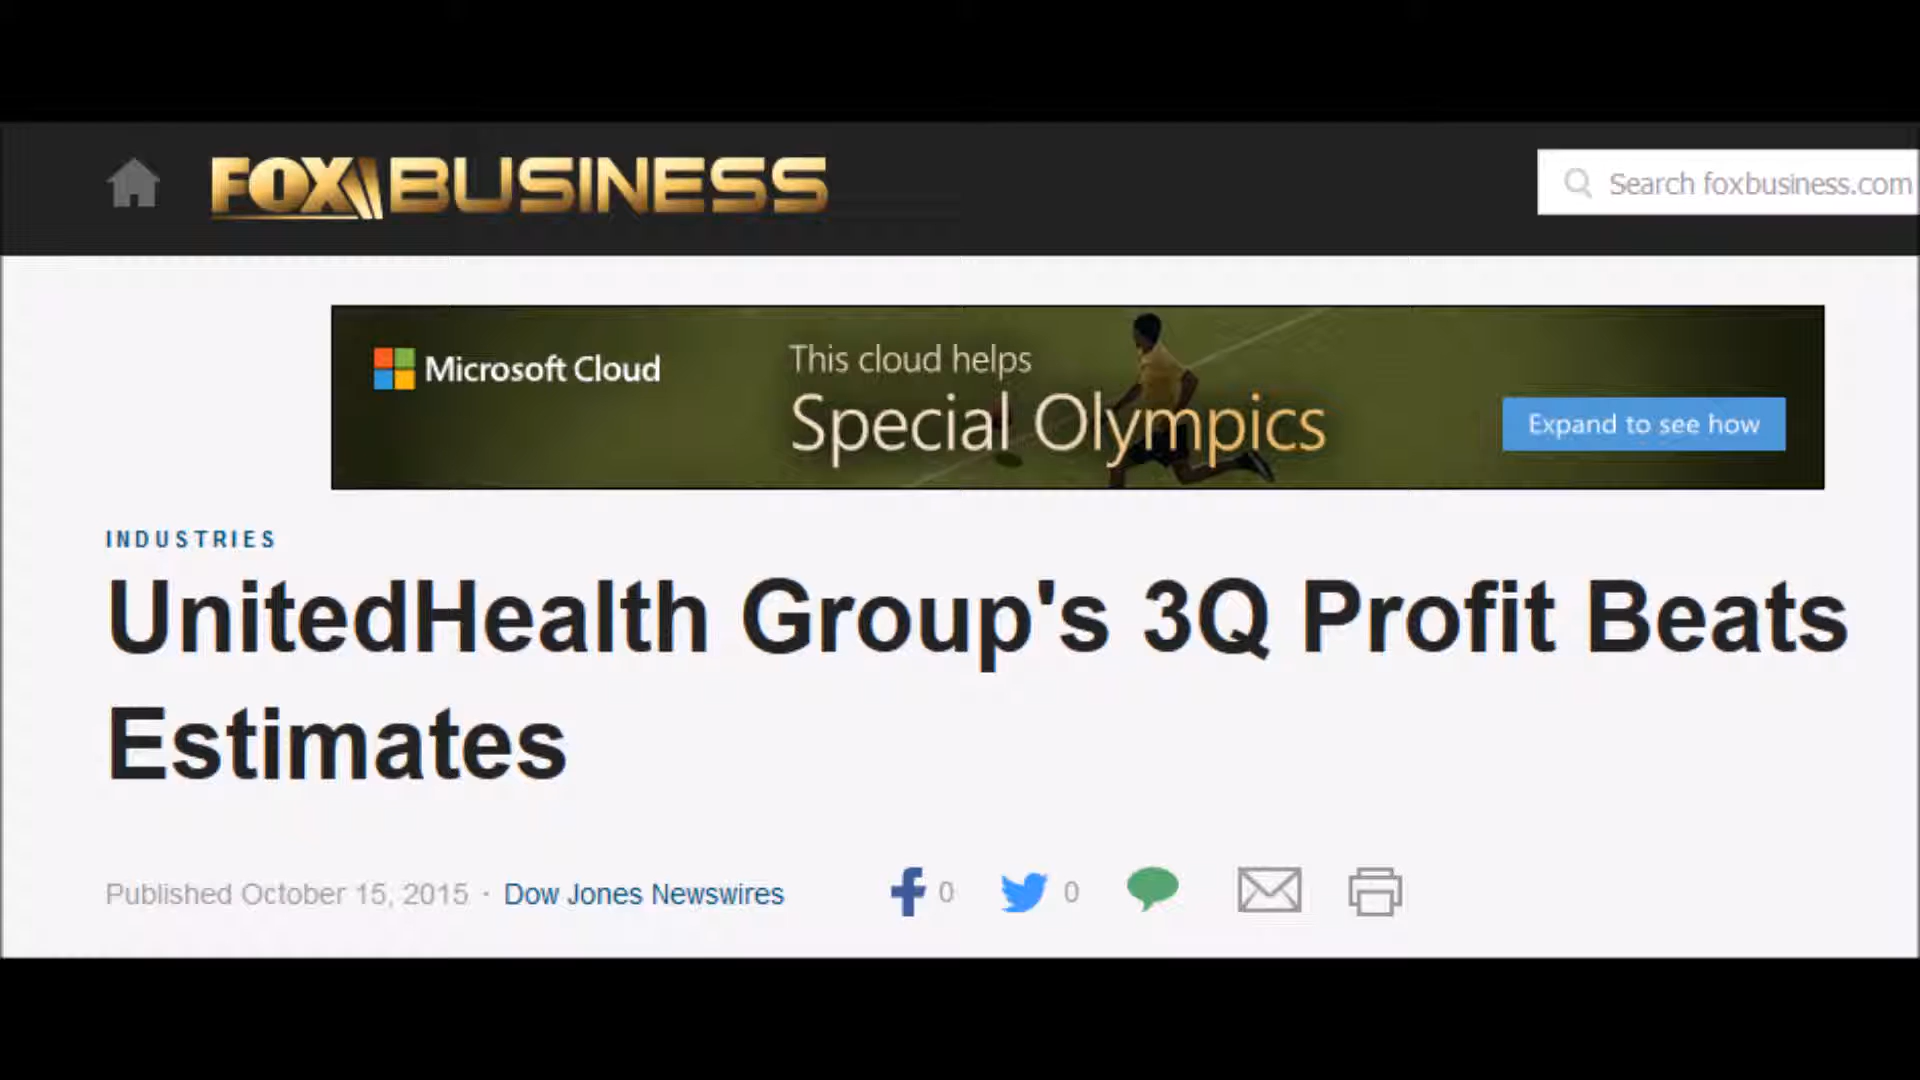 FOX BUSINESS
Search foxbusiness.com
Microsoft Cloud
This cloud helps
Special Olympics
Expand to see how
INDUSTRIES
UnitedHealth Group's 3Q Profit Beats
Estimates
Published October 15, 2015 · Dow Jones Newswires
0
0